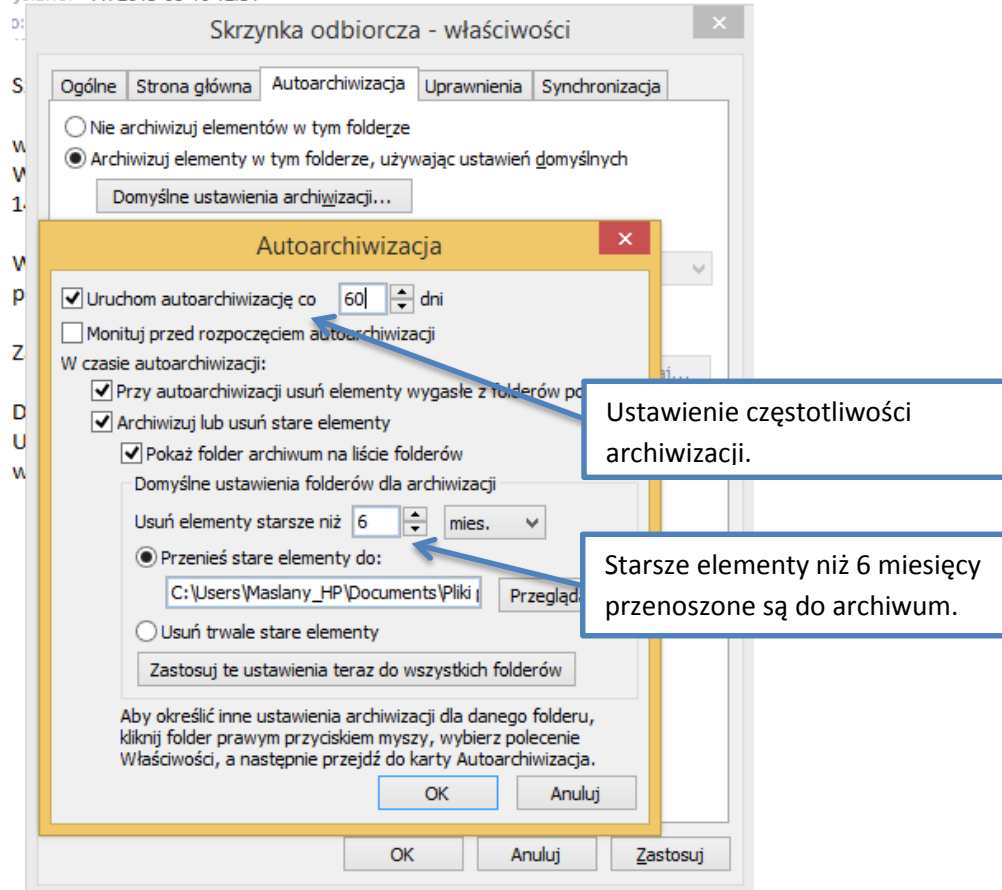 Skrzynka odbiorcza - właściwości
Ogólne Strona główna Autoarchiwizacja Uprawnienia Synchronizacja
Nie archiwizuj elementów w tym folderze
Archiwizuj elementy w tym folderze, używając ustawień domyślnych
Domyślne ustawienia archiwizacji...
Autoarchiwizacja
Uruchom autoarchiwizację co 60 dni
Monituj przed rozpoczęciem autoarchiwizacji
W czasie autoarchiwizacji:
Przy autoarchiwizacji usuń elementy wygasłe z folderów
Archiwizuj lub usuń stare elementy
Pokaż folder archiwum na liście folderów
Domyślne ustawienia folderów dla archiwizacji
Usuń elementy starsze niż 6 mies.
Przenieś stare elementy do:
C:\Users\Maslany_HP\Documents\Pliki
Usuń trwale stare elementy
Zastosuj te ustawienia teraz do wszystkich folderów
Aby określić inne ustawienia archiwizacji dla danego folderu,
kliknij folder prawym przyciskiem myszy, wybierz polecenie
Właściwości, a następnie przejdź do karty Autoarchiwizacja.
OK Anuluj
OK Anuluj Zastosuj
Ustawienie częstotliwości
archiwizacji.
Starsze elementy niż 6 miesięcy
przenoszone są do archiwum.